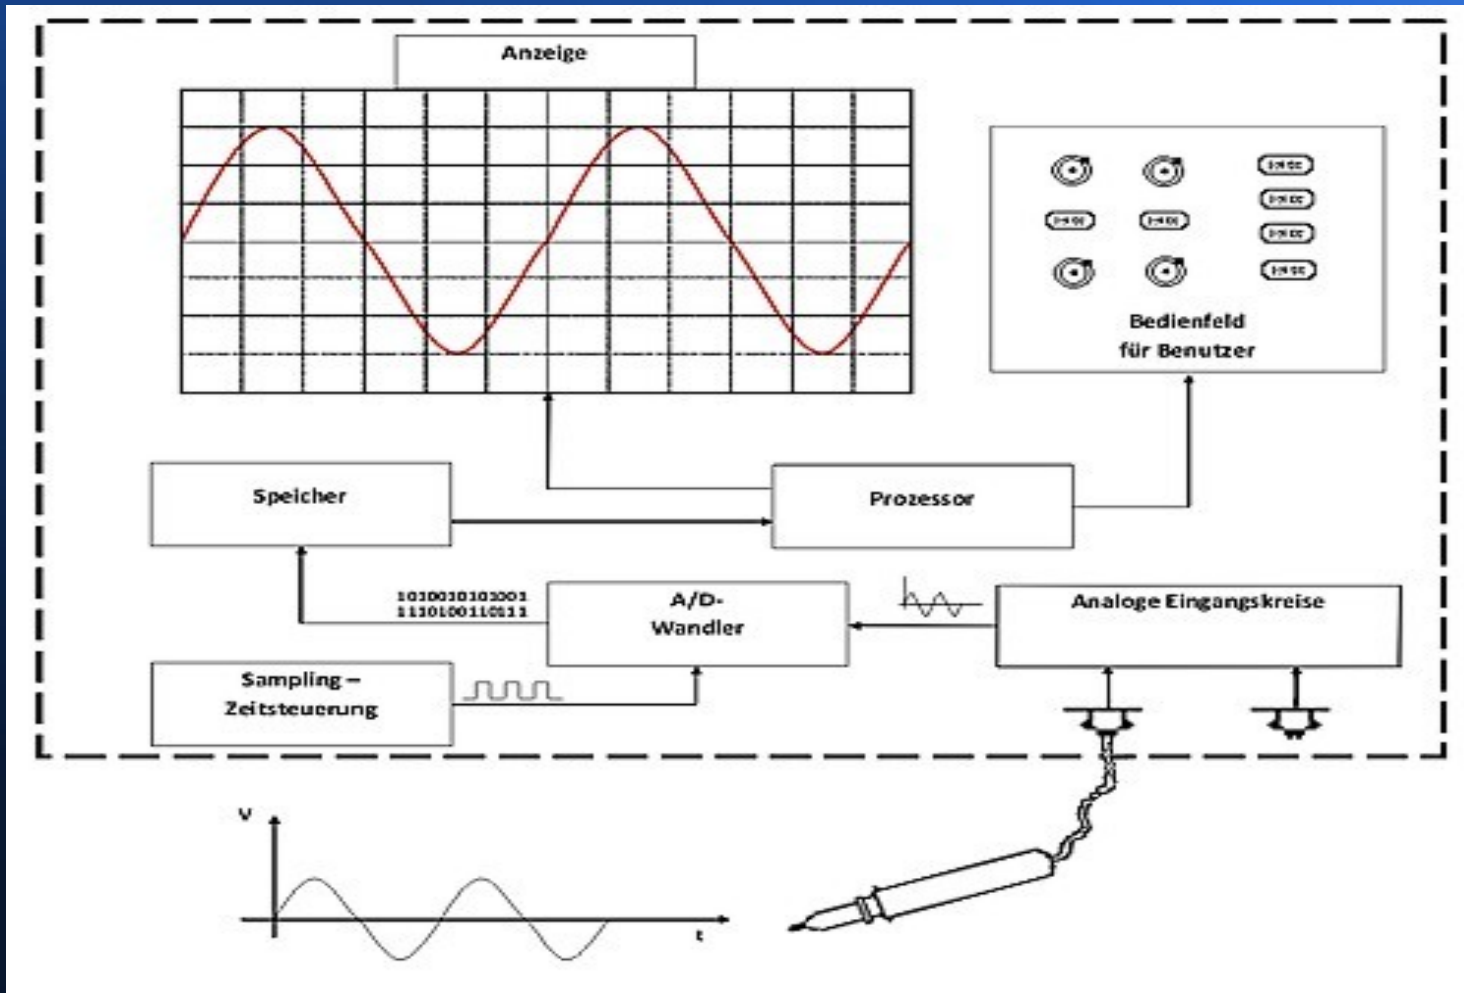 Anzeige
Bedienfeld
für Benutzer
Speicher
Prozessor
1010010101001
1110100110111
A/D-
Wandler
Analoge Eingangskreise
Sampling –
Zeitsteuerung
V
t